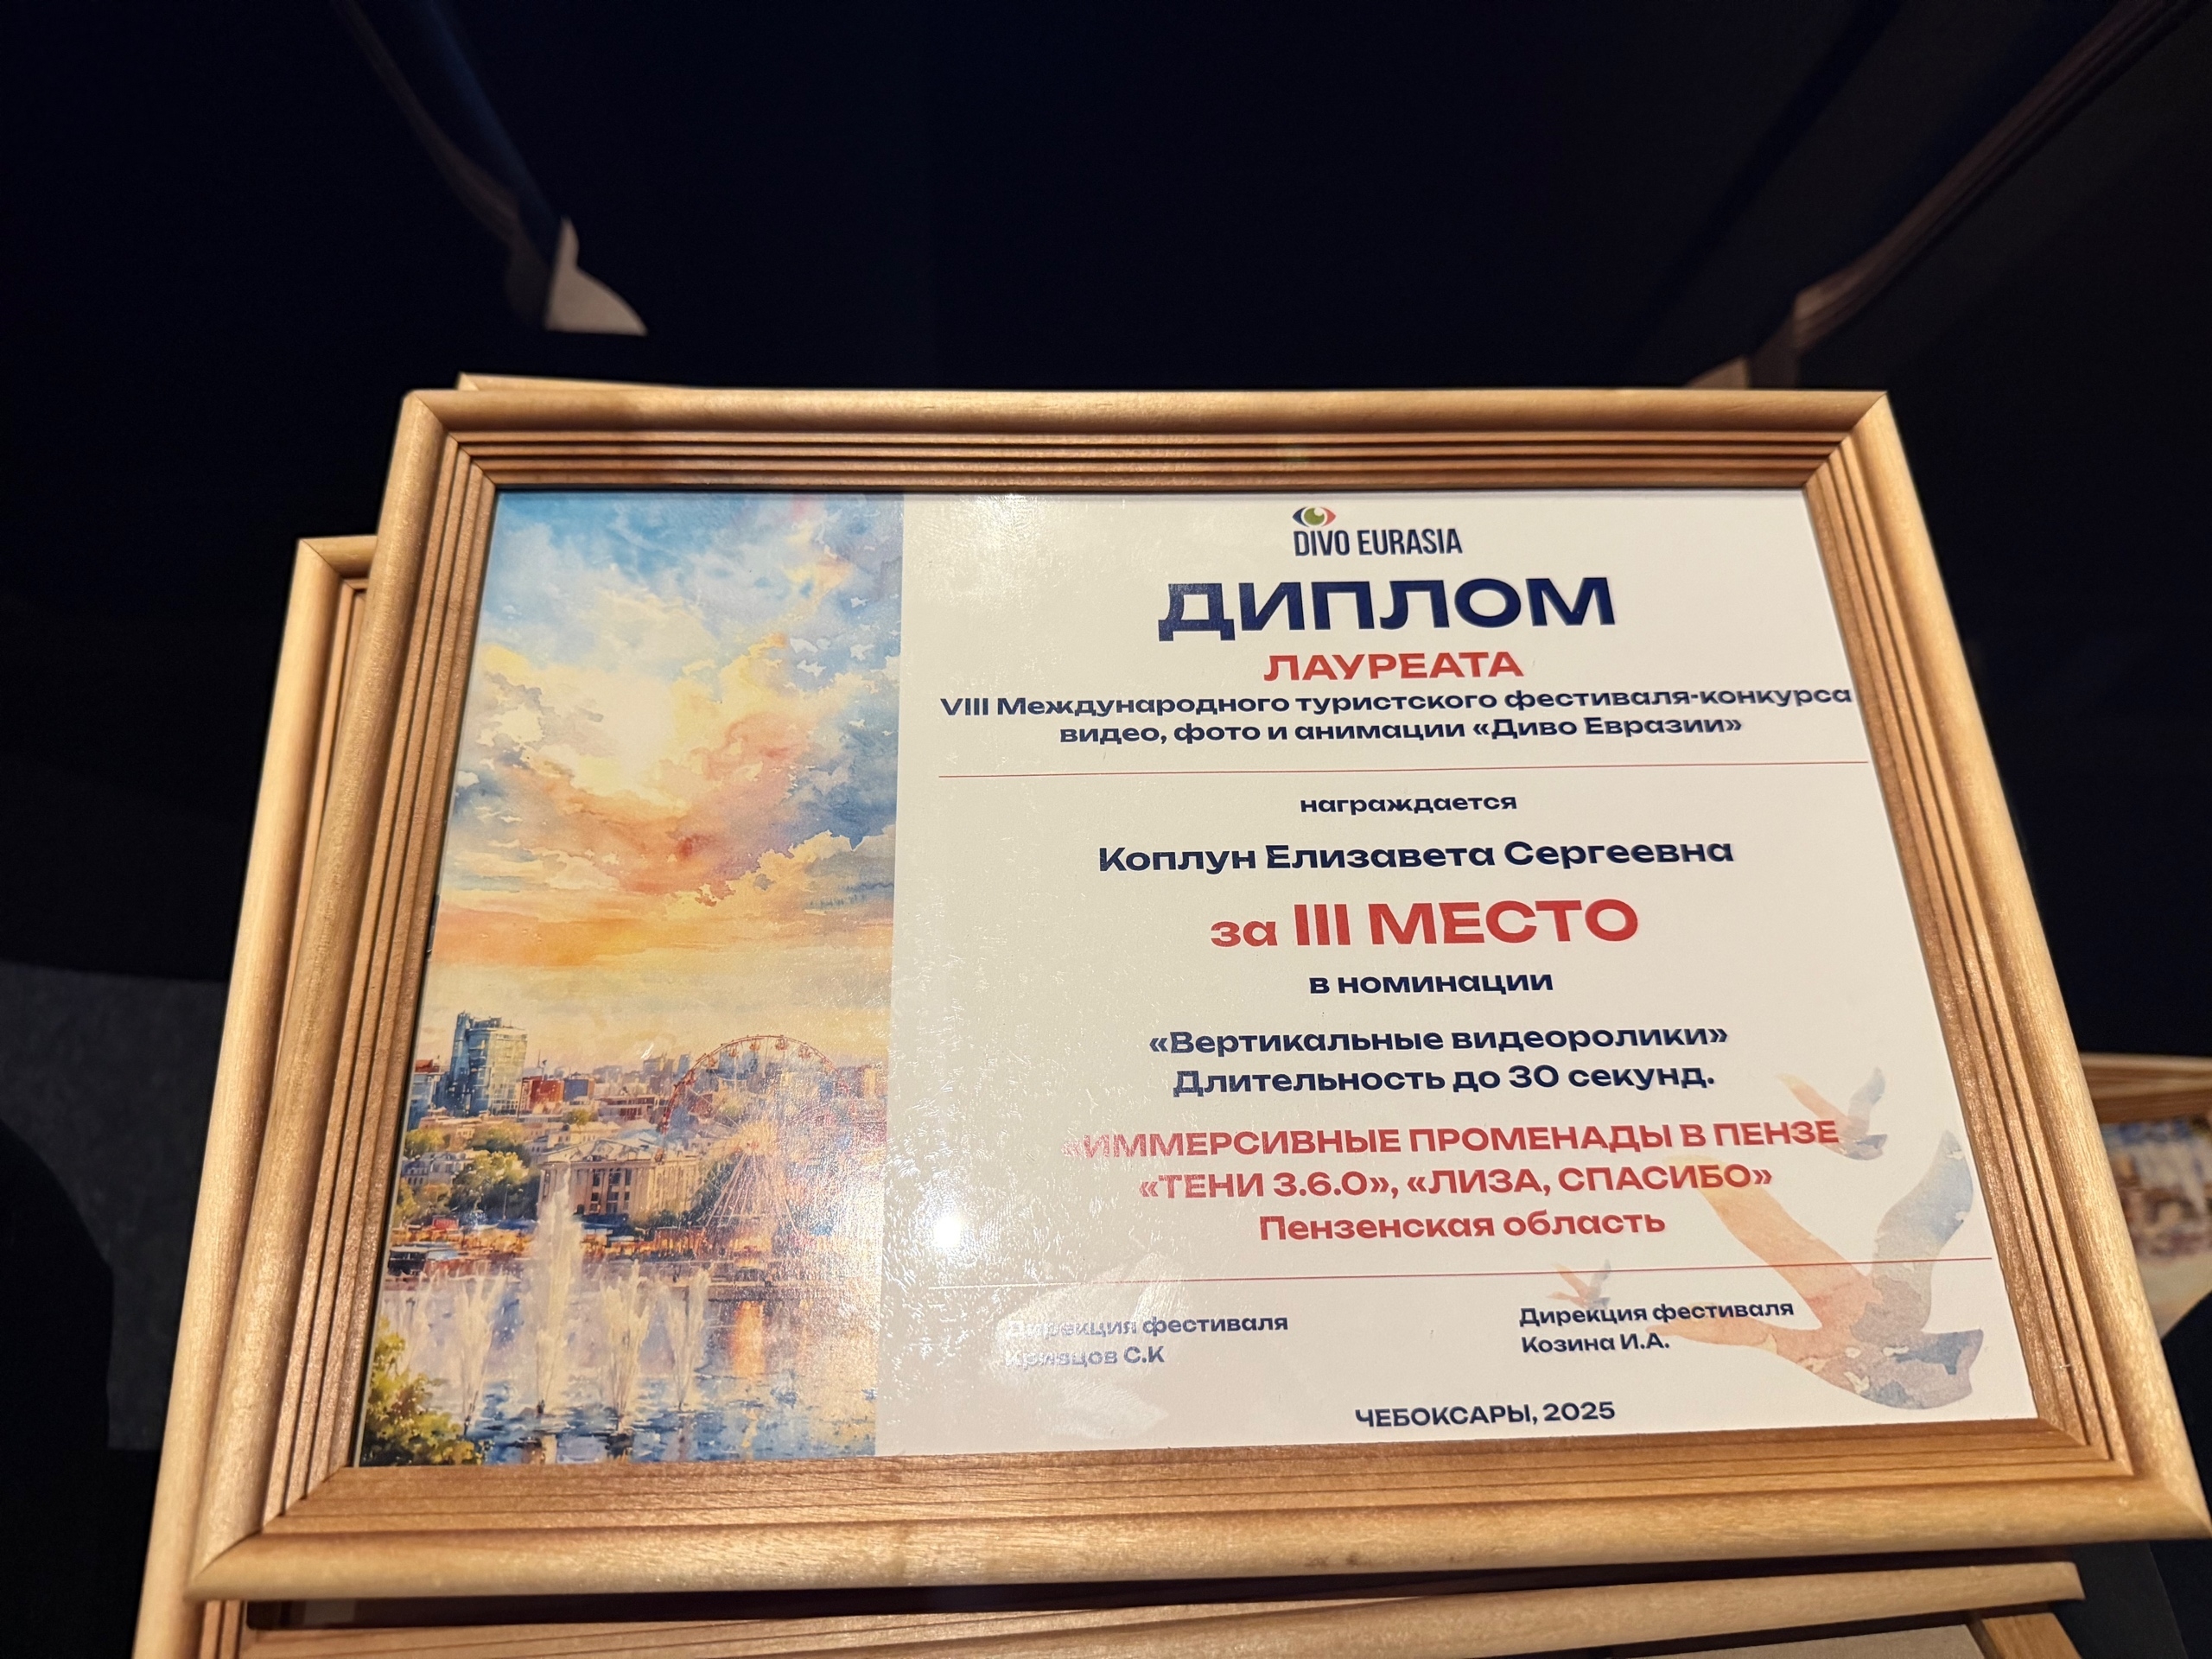 DIVO EURASIA
ДИПЛОМ
ЛАУРЕАТА
VIII Международного туристского фестиваля-конкурса
видео, фото и анимации «Диво Евразии»
награждается
Коплун Елизавета Сергеевна
за III МЕСТО
в номинации
«Вертикальные видеоролики»
Длительность до 30 секунд.
«ИММЕРСИВНЫЕ ПРОМЕНАДЫ В ПЕНЗЕ
«ТЕНИ 3.6.0», «ЛИЗА, СПАСИБО»
Пензенская область
Дирекция фестиваля
С.К
Дирекция фестиваля
Козина И.А.
ЧЕБОКСАРЫ, 2025